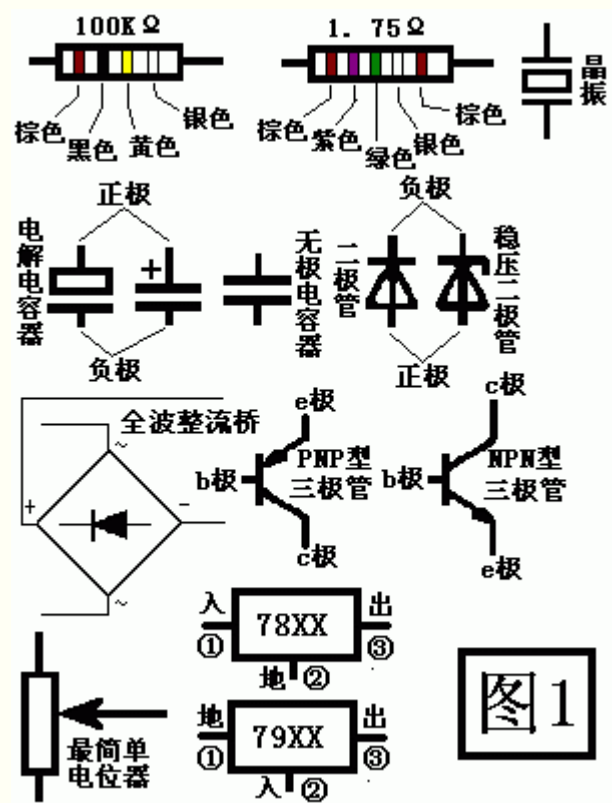 100KΩ
棕色
黑色
黄色
银色
1. 75Ω
棕色
紫色
绿色
银色
棕色
晶振
正极
电解电容器
+
负极
无极电容器
负极
二极管
稳压二极管
正极
全波整流桥
~
+
-
~
e极
b极
PNP型
三极管
c极
c极
b极
NPN型
三极管
e极
入
①
78XX
出
③
地 ②
地
①
79XX
出
③
入 ②
最简单
电位器
图1